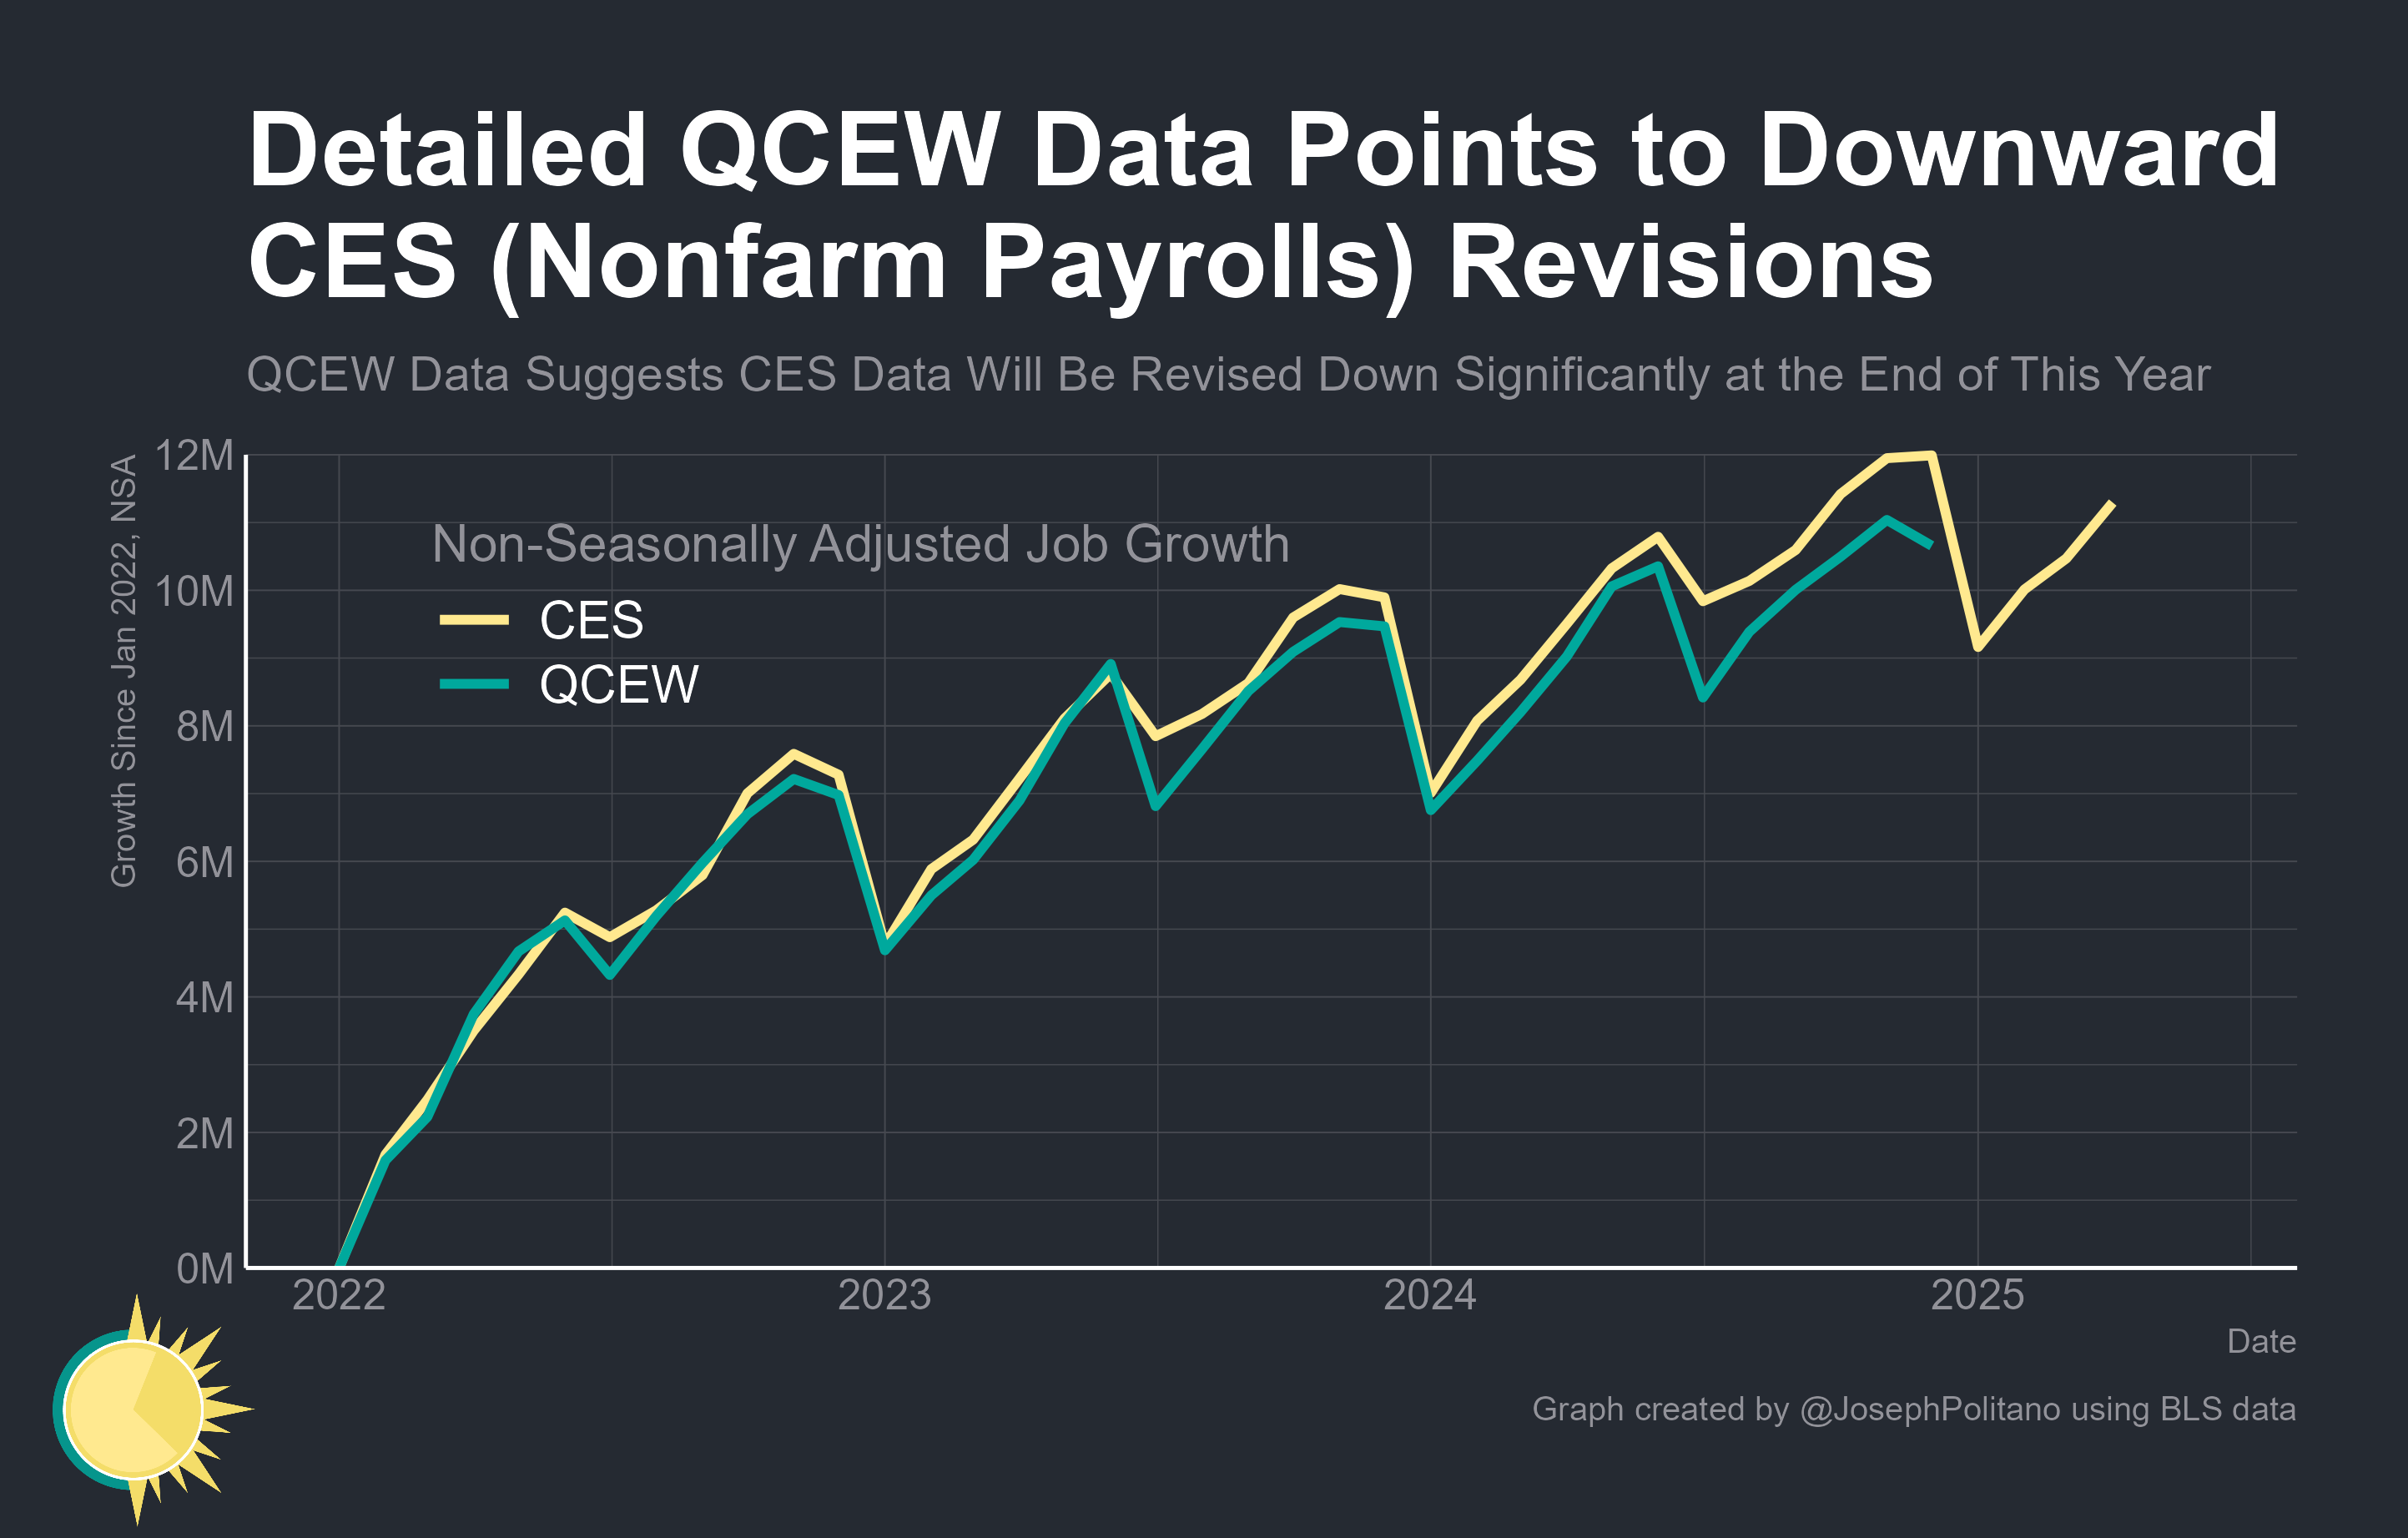 Detailed QCEW Data Points to Downward
CES (Nonfarm Payrolls) Revisions
QCEW Data Suggests CES Data Will Be Revised Down Significantly at the End of This Year
Growth Since Jan 2022, NSA
12M
10M
8M
6M
4M
2M
0M
Non-Seasonally Adjusted Job Growth
CES
QCEW
2022
2023
2024
2025
Date
Graph created by @JosephPolitano using BLS data